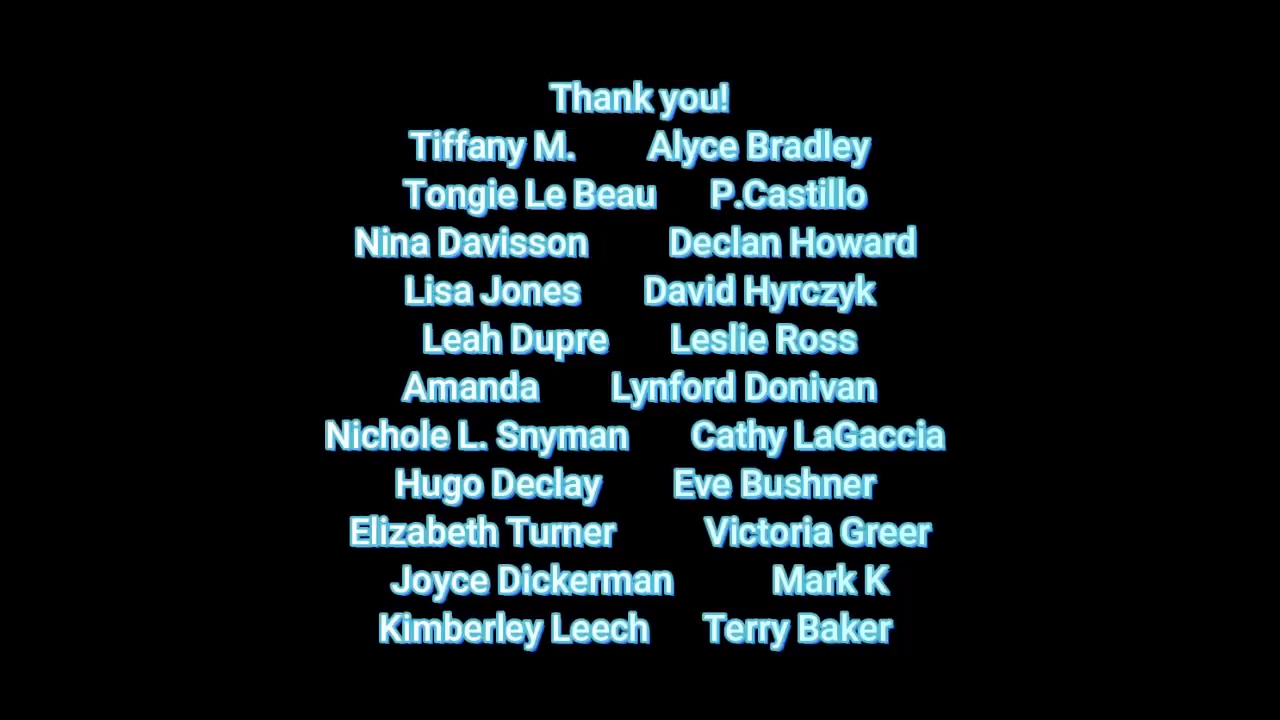 Thank you!
Tiffany M. Alyce Bradley
Tongie Le Beau P.Castillo
Nina Davisson Declan Howard
Lisa Jones David Hyrczyk
Leah Dupre Leslie Ross
Amanda Lynford Donivan
Nichole L. Snyman Cathy LaGaccia
Hugo Declay Eve Bushner
Elizabeth Turner Victoria Greer
Joyce Dickerman Mark K
Kimberley Leech Terry Baker